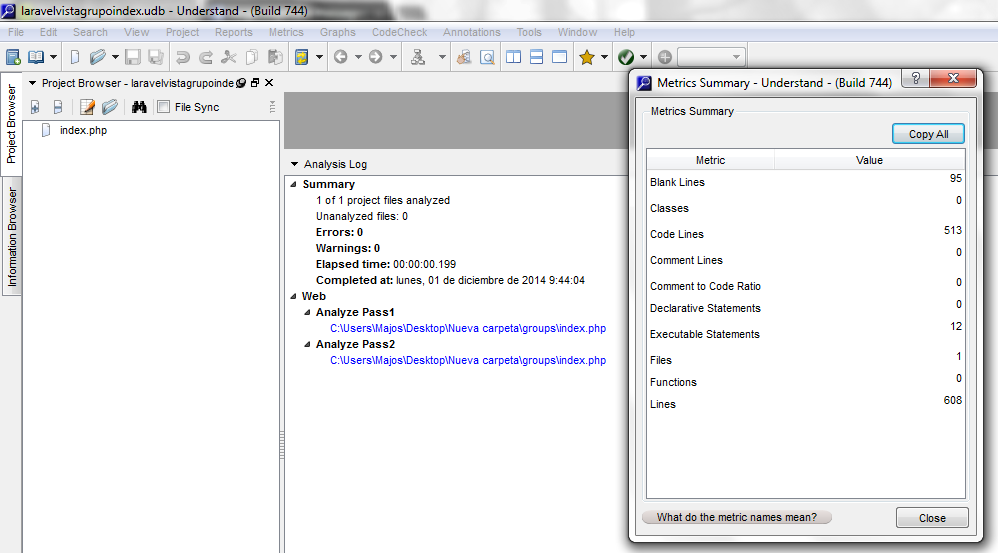 laravelvistagrupoindex.udb - Understand - (Build 744)
File Edit Search View Project Reports Metrics Graphs CodeCheck Annotations Tools Window Help
Project Browser
Information Browser
Project Browser - laravelvistagrupoinde
File Sync
index.php
Analysis Log
Summary
1 of 1 project files analyzed
Unanalyzed files: 0
Errors: 0
Warnings: 0
Elapsed time: 00:00:00.199
Completed at: lunes, 01 de diciembre de 2014 9:44:04
Web
Analyze Pass1
C:\Users\Majos\Desktop\Nueva carpeta\groups\index.php
Analyze Pass2
C:\Users\Majos\Desktop\Nueva carpeta\groups\index.php
Metrics Summary - Understand - (Build 744)
Metrics Summary
Copy All
Metric Value
Blank Lines 95
Classes 0
Code Lines 513
Comment Lines 0
Comment to Code Ratio 0
Declarative Statements 0
Executable Statements 12
Files 1
Functions 0
Lines 608
What do the metric names mean?
Close